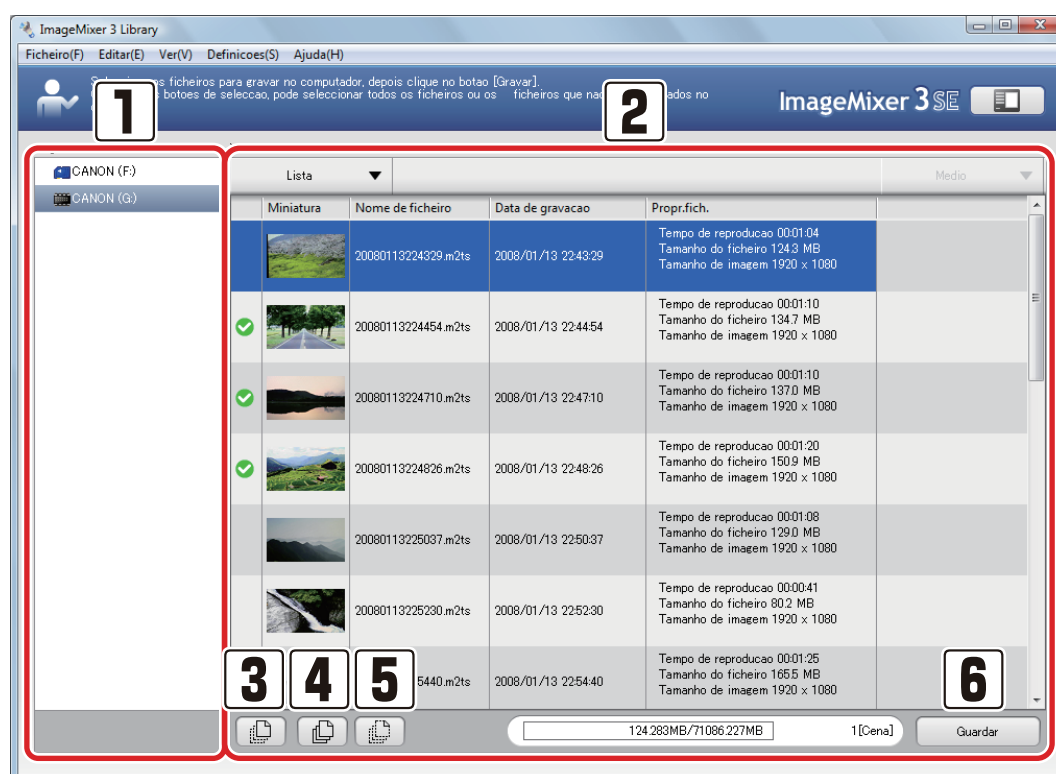 ImageMixer 3 Library
Ficheiro(F) Editar(E) Ver(V) Definicoes(S) Ajuda(H)
os ficheiros para gravar no computador, depois clique no botao [Gravar].
botoes de seleccao, pode seleccionar todos os ficheiros ou os ficheiros que na ados no
ImageMixer 3 SE
1
2
CANON (F:)
CANON (G:)
Lista
Medio
Miniatura Nome de ficheiro Data de gravacao Propr.fich.
Tempo de reproducao 00:01:04
20080113224329.m2ts 2008/01/13 22:43:29 Tamanho do ficheiro 124.3 MB
Tamanho de imagem 1920 x 1080
Tempo de reproducao 00:01:10
20080113224454.m2ts 2008/01/13 22:44:54 Tamanho do ficheiro 134.7 MB
Tamanho de imagem 1920 x 1080
Tempo de reproducao 00:01:10
20080113224710.m2ts 2008/01/13 22:47:10 Tamanho do ficheiro 137.0 MB
Tamanho de imagem 1920 x 1080
Tempo de reproducao 00:01:20
20080113224826.m2ts 2008/01/13 22:48:26 Tamanho do ficheiro 150.9 MB
Tamanho de imagem 1920 x 1080
Tempo de reproducao 00:01:08
20080113225037.m2ts 2008/01/13 22:50:37 Tamanho do ficheiro 129.0 MB
Tamanho de imagem 1920 x 1080
Tempo de reproducao 00:00:41
20080113225230.m2ts 2008/01/13 22:52:30 Tamanho do ficheiro 80.2 MB
Tamanho de imagem 1920 x 1080
Tempo de reproducao 00:01:25
5440.m2ts 2008/01/13 22:54:40 Tamanho do ficheiro 165.5 MB
Tamanho de imagem 1920 x 1080
3
4
5
6
124.283MB/71086.227MB 1[Cena] Guardar